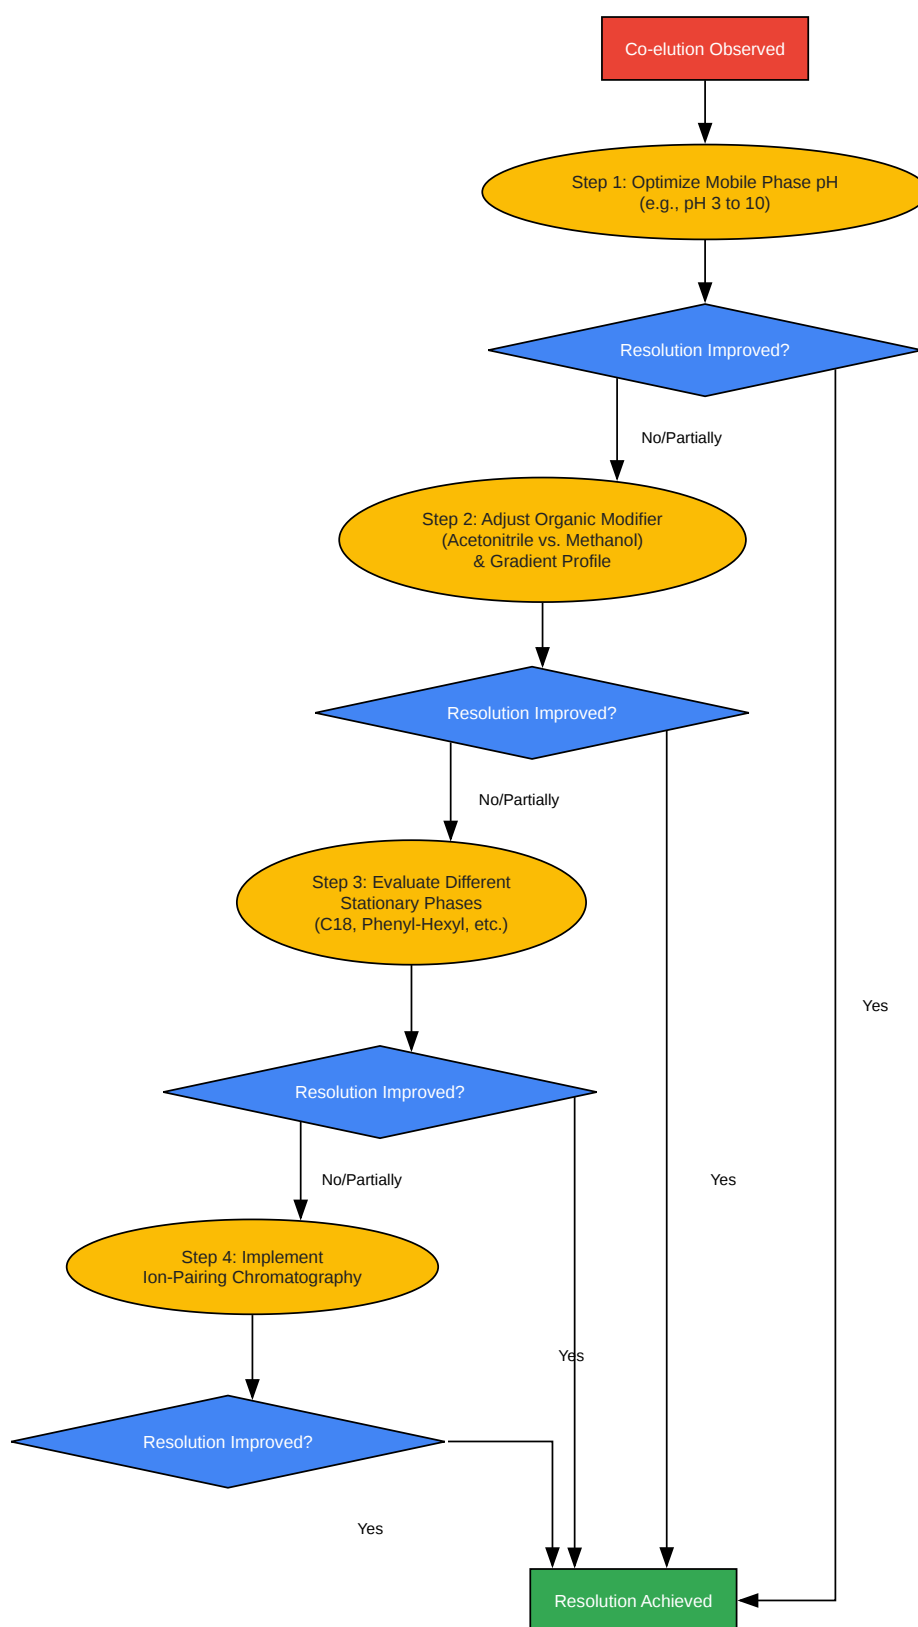 Co-elution Observed
Step 1: Optimize Mobile Phase pH
(e.g., pH 3 to 10)
Resolution Improved?
No/Partially
Step 2: Adjust Organic Modifier
(Acetonitrile vs. Methanol)
& Gradient Profile
Resolution Improved?
No/Partially
Step 3: Evaluate Different
Stationary Phases
(C18, Phenyl-Hexyl, etc.)
Yes
Resolution Improved?
No/Partially
Yes
Step 4: Implement
Ion-Pairing Chromatography
Yes
Resolution Improved?
Yes
Resolution Achieved